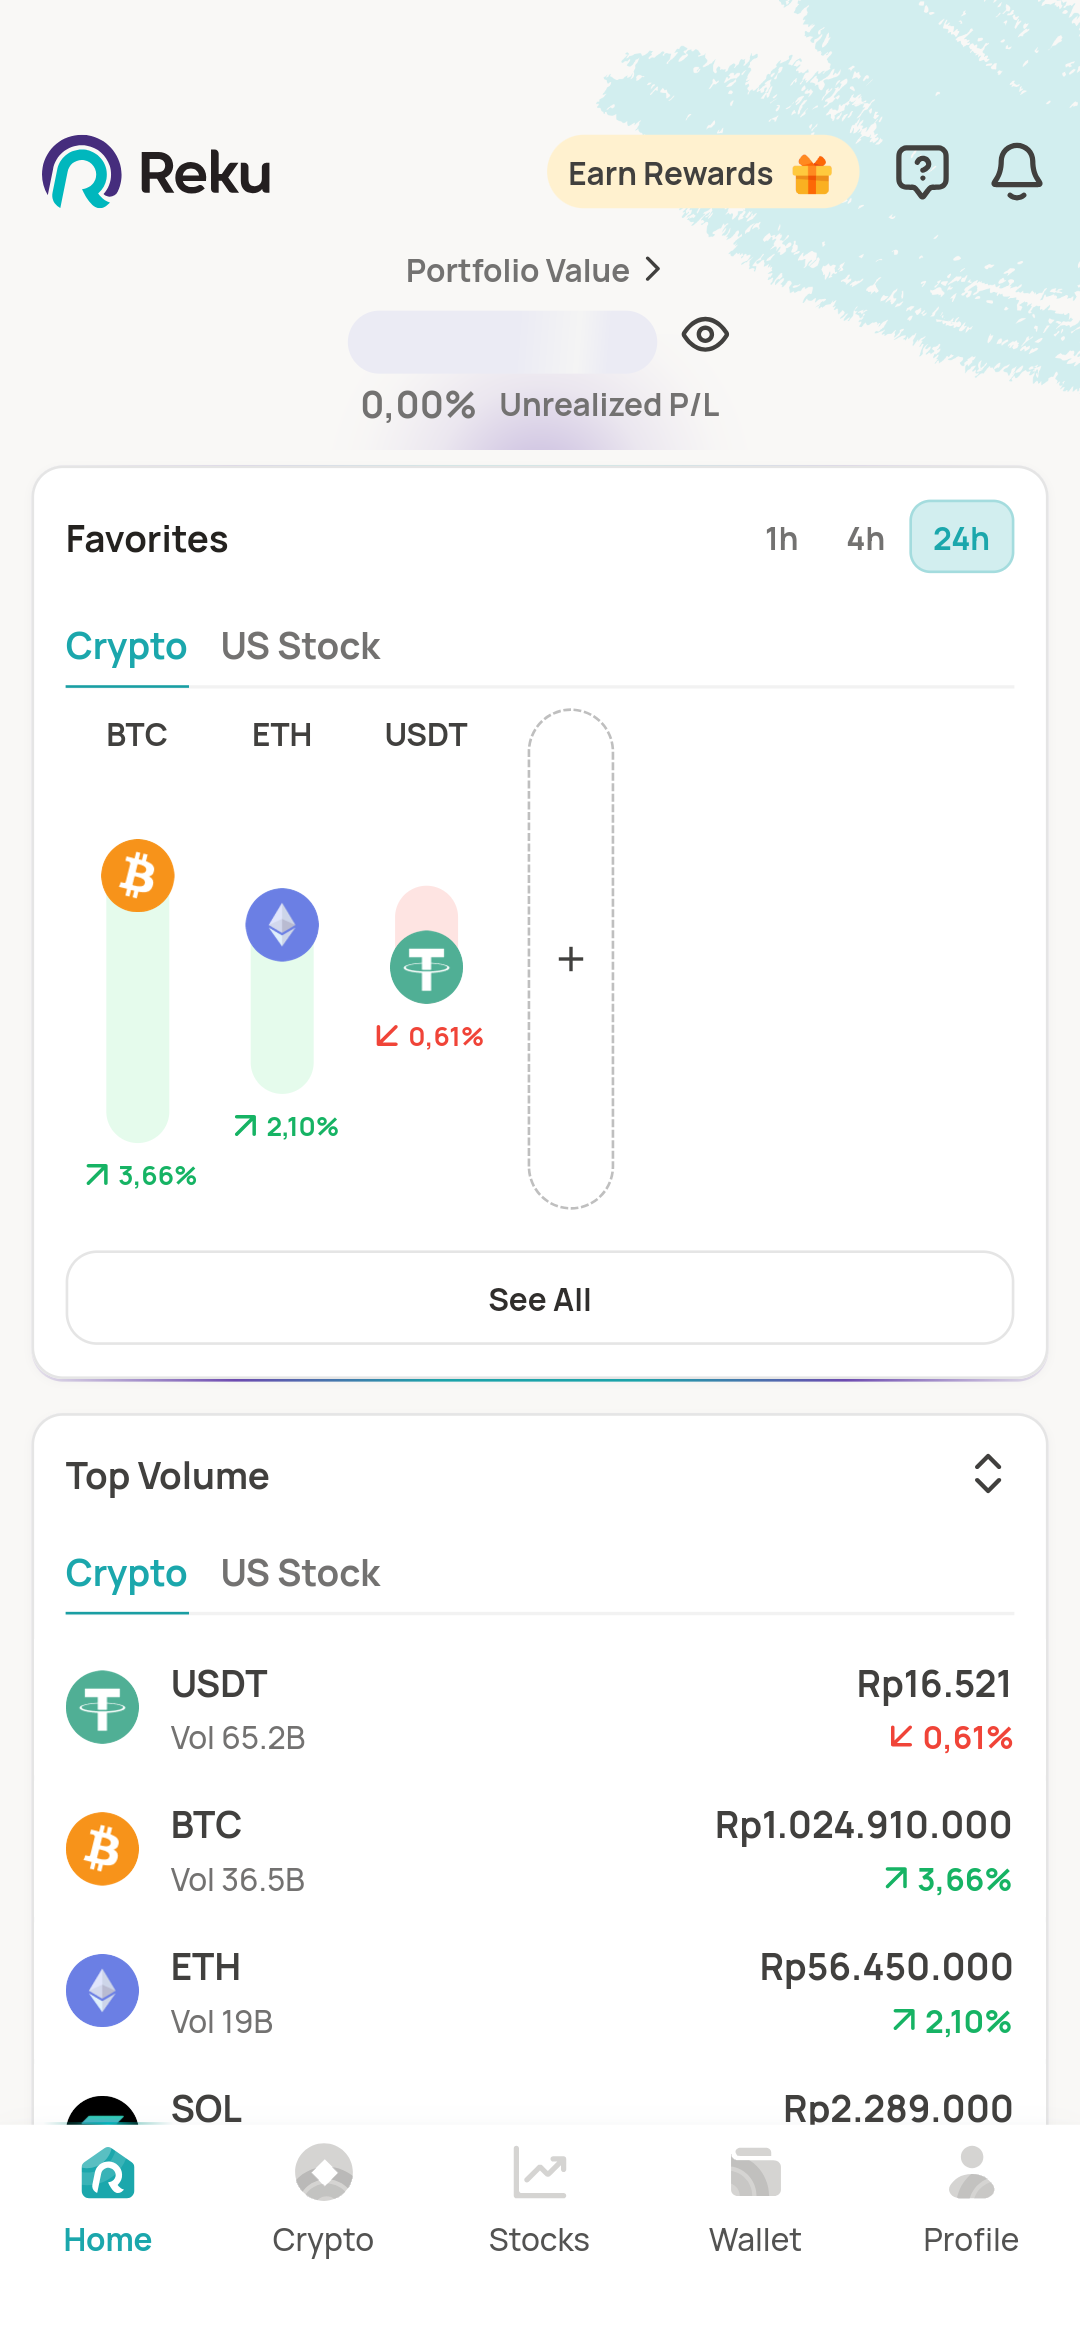 Reku
Earn Rewards
Portfolio Value
0,00% Unrealized P/L
Favorites
1h 4h 24h
Crypto US Stock
BTC ETH USDT
0,61%
2,10%
3,66%
See All
Top Volume
Crypto US Stock
USDT Rp16.521
Vol 65.2B 0,61%
BTC Rp1.024.910.000
Vol 36.5B 3,66%
ETH Rp56.450.000
Vol 19B 2,10%
SOL Rp2.289.000
Home Crypto Stocks Wallet Profile